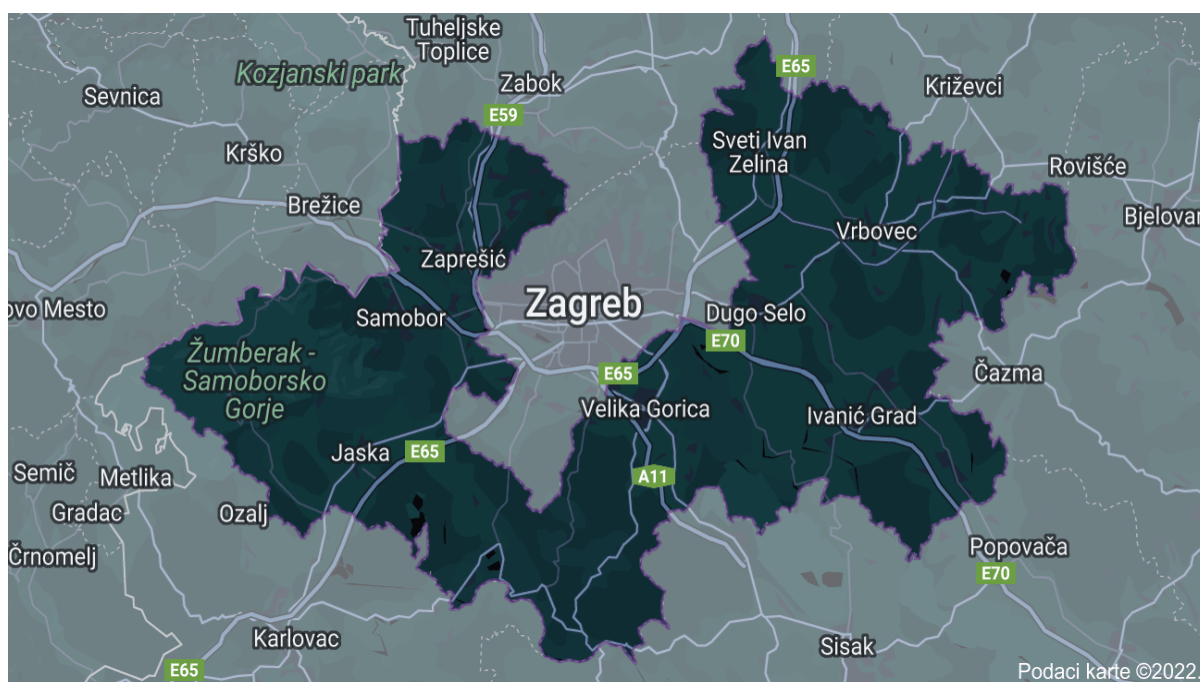 Tuheljske
Toplice
Kozjanski park
Zabok
E65
Sevnica
Križevci
E59
Sveti Ivan
Zelina
Krško
Rovišće
Brežice
Bjelovar
Vrbovec
Zaprešić
ovo Mesto
Samobor
Zagreb
Dugo Selo
E70
Žumberak -
Samoborsko
Gorje
E65
Čazma
Velika Gorica
Ivanić Grad
Jaska
E65
Semič
Metlika
A11
Gradac
Ozalj
Črnomelj
Popovača
E70
Karlovac
Sisak
E65
Podaci karte ©2022